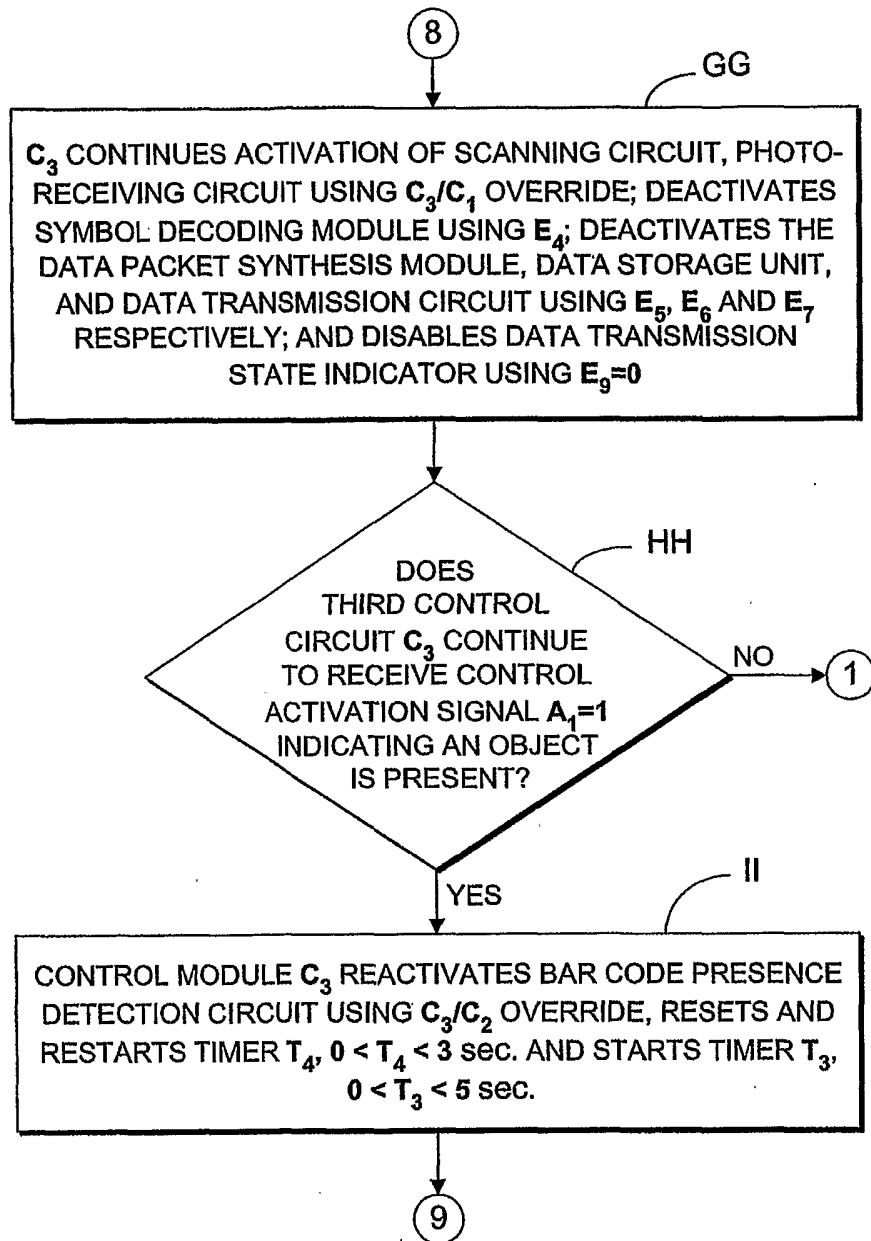 8
GG
C₃ CONTINUES ACTIVATION OF SCANNING CIRCUIT, PHOTO-
RECEIVING CIRCUIT USING C₃/C₁ OVERRIDE; DEACTIVATES
SYMBOL DECODING MODULE USING E₄; DEACTIVATES THE
DATA PACKET SYNTHESIS MODULE, DATA STORAGE UNIT,
AND DATA TRANSMISSION CIRCUIT USING E₅, E₆ AND E₇
RESPECTIVELY; AND DISABLES DATA TRANSMISSION
STATE INDICATOR USING E₉=0
HH
DOES
THIRD CONTROL
CIRCUIT C₃ CONTINUE
TO RECEIVE CONTROL
ACTIVATION SIGNAL A₁=1
INDICATING AN OBJECT
IS PRESENT?
NO
1
YES
II
CONTROL MODULE C₃ REACTIVATES BAR CODE PRESENCE
DETECTION CIRCUIT USING C₃/C₂ OVERRIDE, RESETS AND
RESTARTS TIMER T₄, 0 < T₄ < 3 sec. AND STARTS TIMER T₃,
0 < T₃ < 5 sec.
9